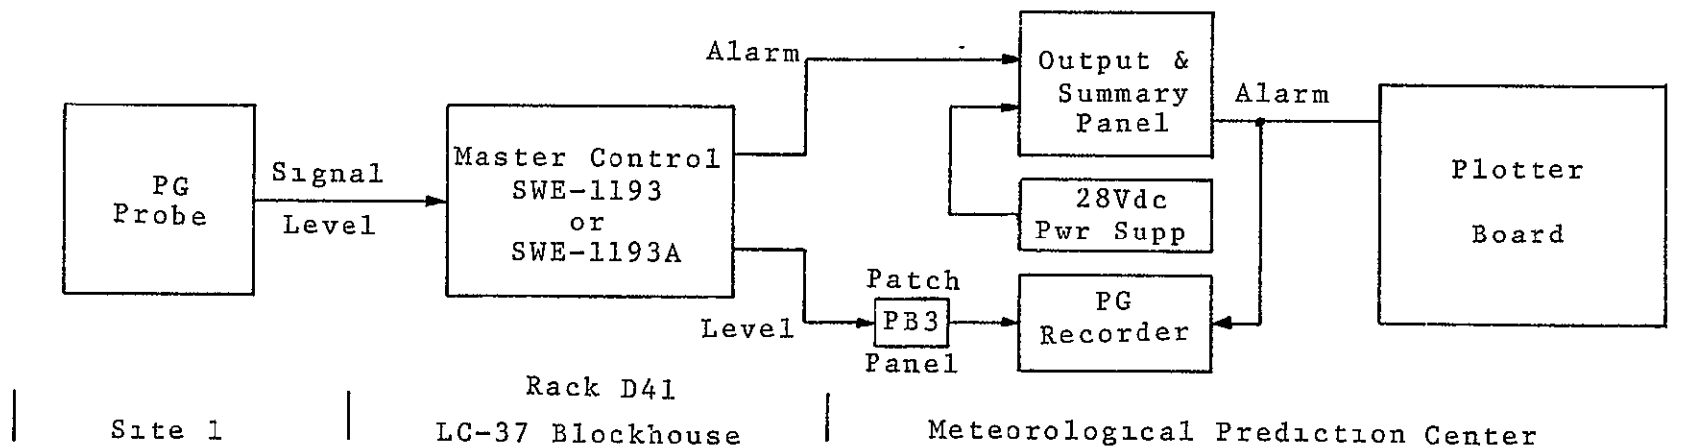 PG
Probe
Signal
Level
Master Control
SWE-1193
or
SWE-1193A
Alarm
Level
Patch
PB3
Panel
Output &
Summary
Panel
28Vdc
Pwr Supp
PG
Recorder
Alarm
Plotter
Board
Site 1
Rack D41
LC-37 Blockhouse
Meteorological Prediction Center